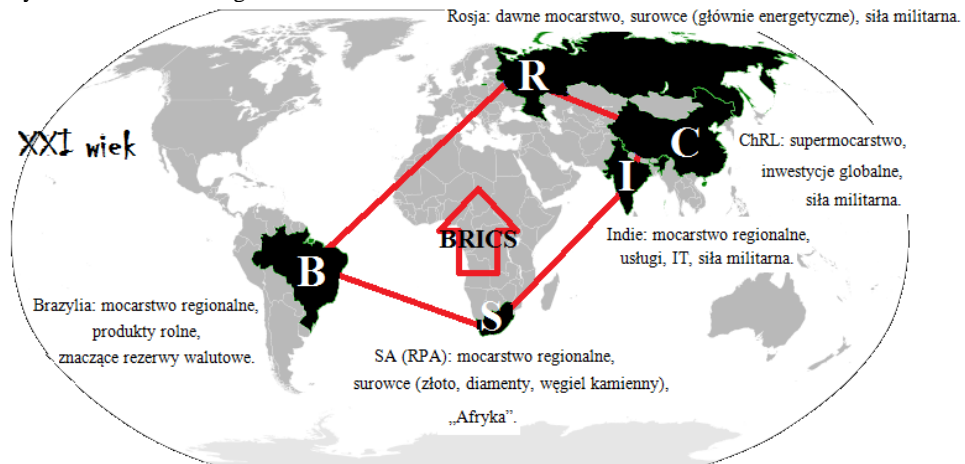 Rosja: dawne mocarstwo, surowce (głównie energetyczne), siła militarna.
R
XXI wiek
C
ChRL: supermocarstwo,
inwestycje globalne,
siła militarna.
I
BRICS
Indie: mocarstwo regionalne,
usługi, IT, siła militarna.
B
Brazylia: mocarstwo regionalne,
produkty rolne,
znaczące rezerwy walutowe.
S
SA (RPA): mocarstwo regionalne,
surowce (złoto, diamenty, węgiel kamienny),
„Afryka”.